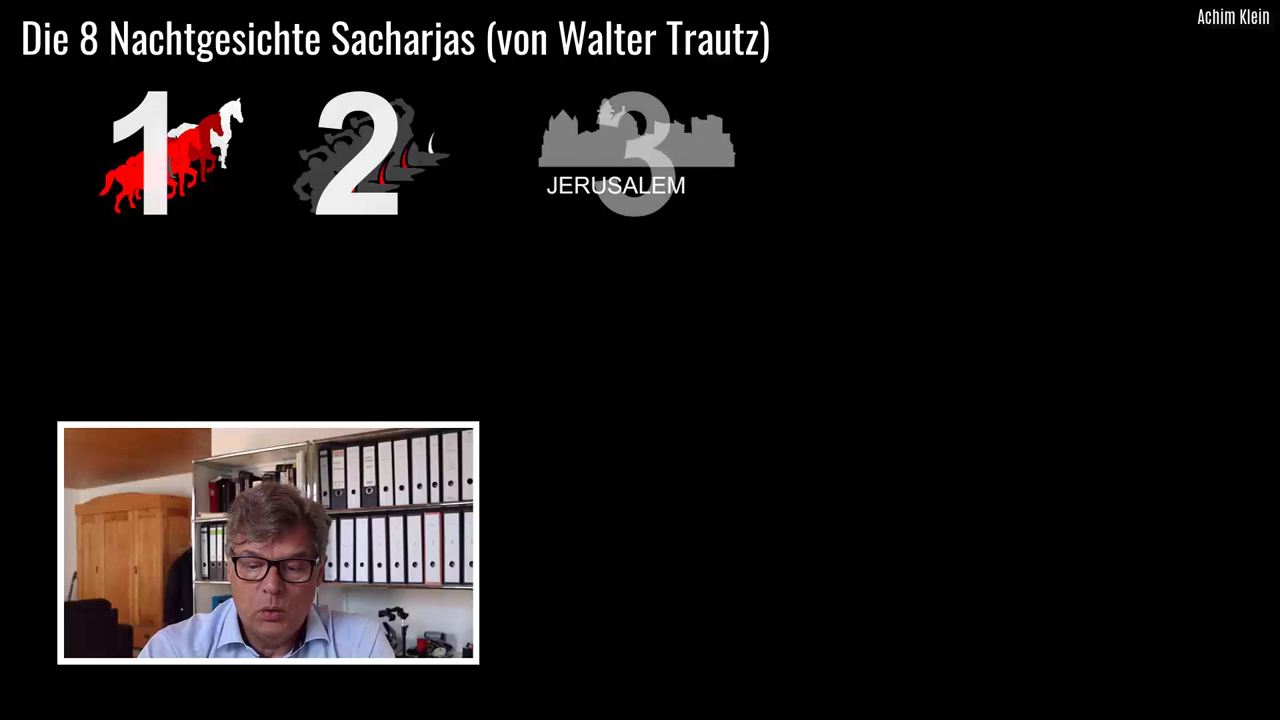 Achim Klein
Die 8 Nachtgesichte Sacharjas (von Walter Trautz)
1
2
3
JERUSALEM